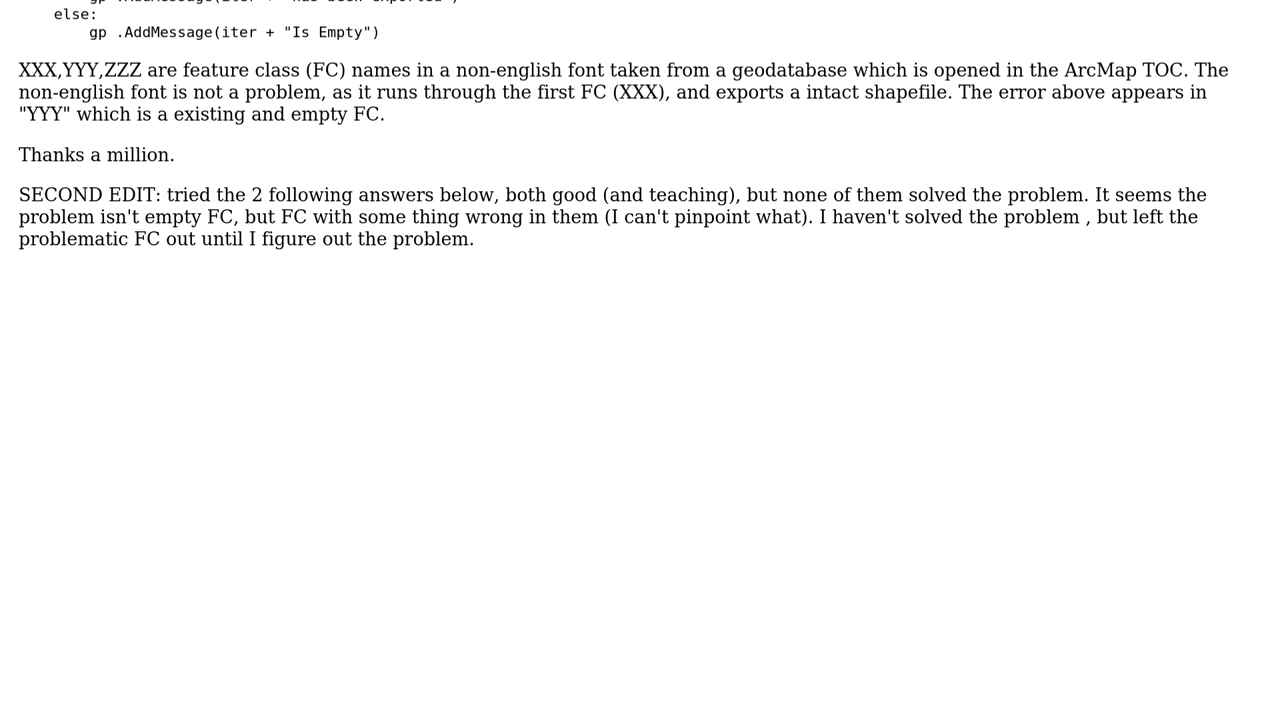 else:
gp .AddMessage(iter + "Is Empty")
XXX,YYY,ZZZ are feature class (FC) names in a non-english font taken from a geodatabase which is opened in the ArcMap TOC. The
non-english font is not a problem, as it runs through the first FC (XXX), and exports a intact shapefile. The error above appears in
"YYY" which is a existing and empty FC.
Thanks a million.
SECOND EDIT: tried the 2 following answers below, both good (and teaching), but none of them solved the problem. It seems the
problem isn't empty FC, but FC with some thing wrong in them (I can't pinpoint what). I haven't solved the problem , but left the
problematic FC out until I figure out the problem.